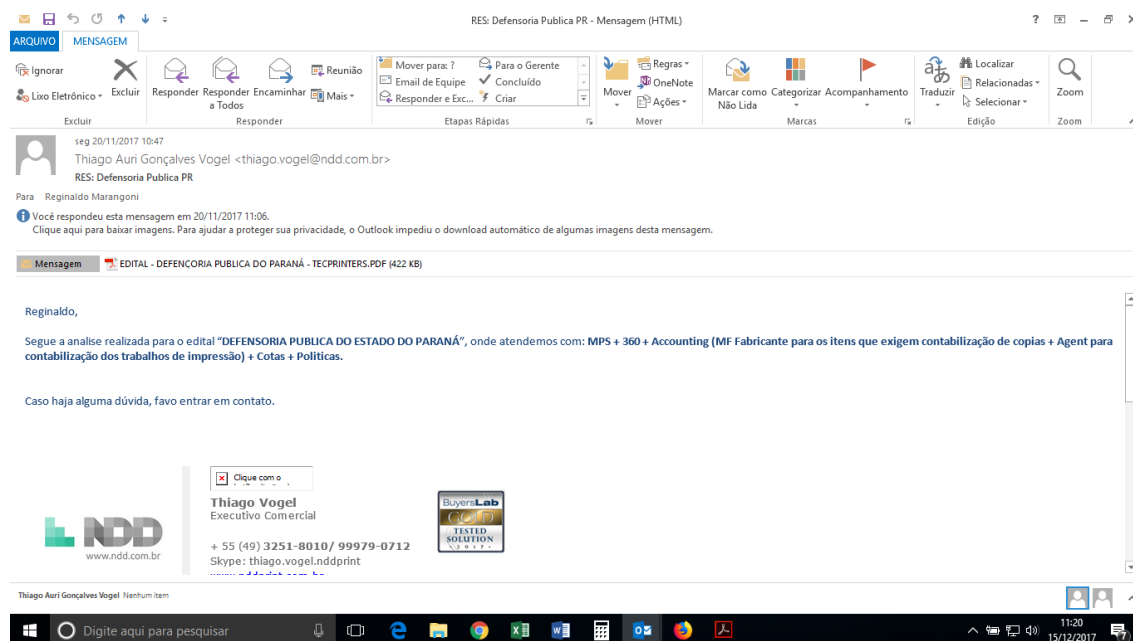 RES: Defensoria Publica PR - Mensagem (HTML)
ARQUIVO MENSAGEM
Ignorar
Lixo Eletrônico
Excluir
Excluir
Responder
Responder a Todos
Encaminhar
Reunião
Mais
Responder
Mover para: ?
Email de Equipe
Responder e Exc...
Para o Gerente
Concluído
Criar
Etapas Rápidas
Mover
Regras
OneNote
Ações
Mover
Marcar como Não Lida
Categorizar
Acompanhamento
Marcas
Traduzir
Localizar
Relacionadas
Selecionar
Edição
Zoom
Zoom
seg 20/11/2017 10:47
Thiago Auri Gonçalves Vogel <thiago.vogel@ndd.com.br>
RES: Defensoria Publica PR
Para Reginaldo Marangoni
Você respondeu esta mensagem em 20/11/2017 11:06.
Clique aqui para baixar imagens. Para ajudar a proteger sua privacidade, o Outlook impediu o download automático de algumas imagens desta mensagem.
Mensagem EDITAL - DEFENÇORIA PUBLICA DO PARANÁ - TECPRINTERS.PDF (422 KB)
Reginaldo,
Segue a analise realizada para o edital “DEFENSORIA PUBLICA DO ESTADO DO PARANÁ”, onde atendemos com: MPS + 360 + Accounting (MF Fabricante para os itens que exigem contabilização de copias + Agent para
contabilização dos trabalhos de impressão) + Cotas + Politicas.
Caso haja alguma dúvida, favo entrar em contato.
Clique com o
Thiago Vogel
Executivo Comercial
+ 55 (49) 3251-8010/ 99979-0712
Skype: thiago.vogel.nddprint
NDD
www.ndd.com.br
BuyersLab
GOLD
TESTED
SOLUTION
2017
Thiago Auri Gonçalves Vogel Nenhum item
Digite aqui para pesquisar
11:20
15/12/2017